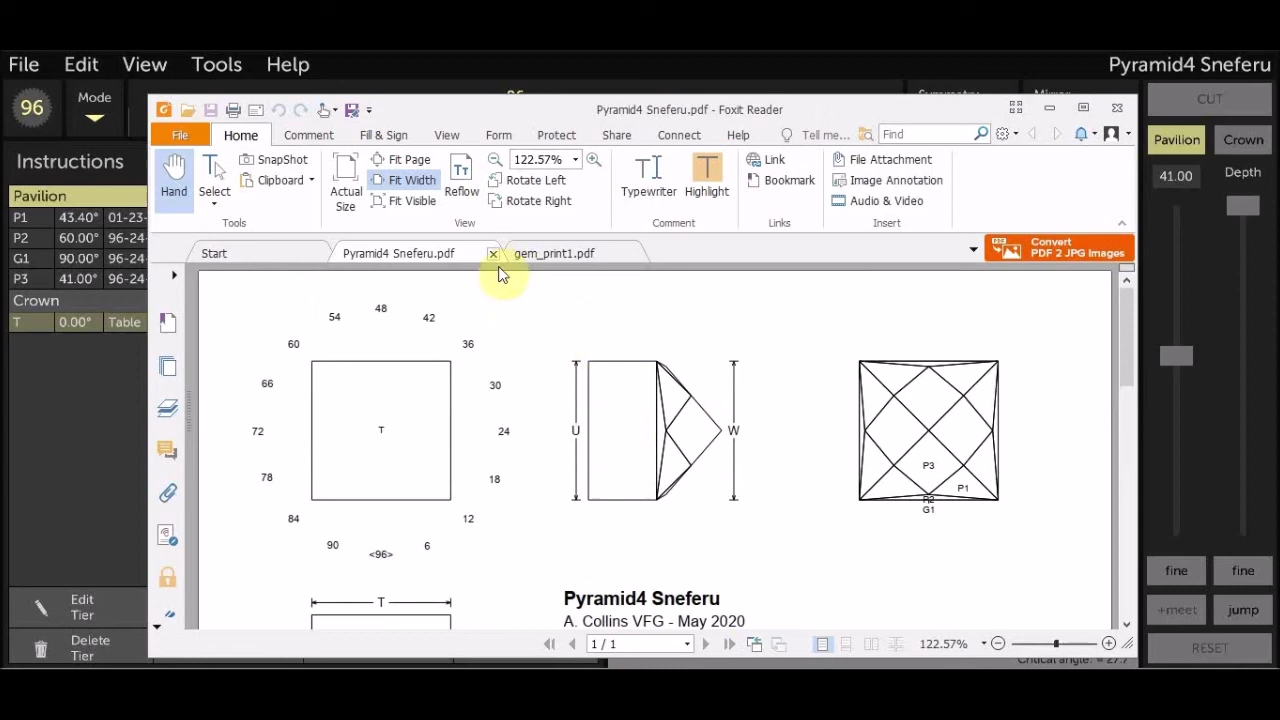 File Edit View Tools Help Pyramid4 Sneferu
96 Mode
Pyramid4 Sneferu.pdf - Foxit Reader
CUT
File Home Comment Fill & Sign View Form Protect Share Connect Help Tell me... Find
Pavilion Crown
Instructions
Hand Select SnapShot Clipboard
Actual Size Fit Page Fit Width Fit Visible Reflow
122.57% Rotate Left Rotate Right
Typewriter Highlight
Link Bookmark
File Attachment Image Annotation Audio & Video
Tools View Comment Links Insert
41.00 Depth
Pavilion
P1 43.40° 01-23-
P2 60.00° 96-24-
G1 90.00° 96-24-
P3 41.00° 96-24-
Crown
T 0.00° Table
Start Pyramid4 Sneferu.pdf gem_print1.pdf
Convert
PDF 2 JPG Images
48
54 42
60 36
66 30
72 T 24
78 18
84 12
90 6
<96>
U W
P3
P1
G1
T
Pyramid4 Sneferu
A. Collins VFG - May 2020
Edit
Tier
Delete
Tier
1 / 1 122.57%
fine fine
+meet jump
RESET